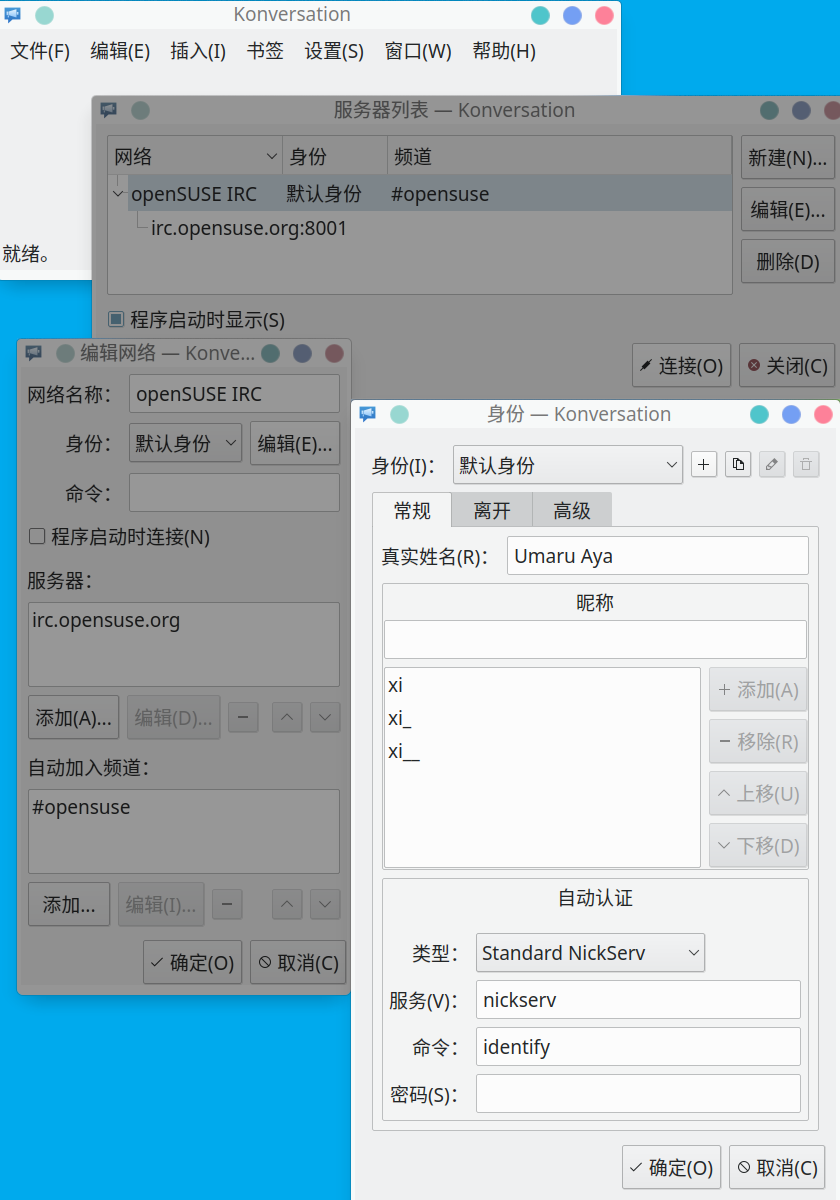 Konversation
文件(F) 编辑(E) 插入(I) 书签 设置(S) 窗口(W) 帮助(H)
就绪。
服务器列表 — Konversation
网络 身份 频道
openSUSE IRC 默认身份 #opensuse
irc.opensuse.org:8001
新建(N)...
编辑(E)...
删除(D)
程序启动时显示(S)
连接(O) 关闭(C)
编辑网络 — Konve...
网络名称： openSUSE IRC
身份： 默认身份 编辑(E)...
命令：
程序启动时连接(N)
服务器：
irc.opensuse.org
添加(A)... 编辑(D)...
自动加入频道：
#opensuse
添加... 编辑(I)...
确定(O) 取消(C)
身份 — Konversation
身份(I)： 默认身份
常规 离开 高级
真实姓名(R)： Umaru Aya
昵称
xi
xi_
xi__
添加(A)
移除(R)
上移(U)
下移(D)
自动认证
类型： Standard NickServ
服务(V)： nickserv
命令： identify
密码(S)：
确定(O) 取消(C)